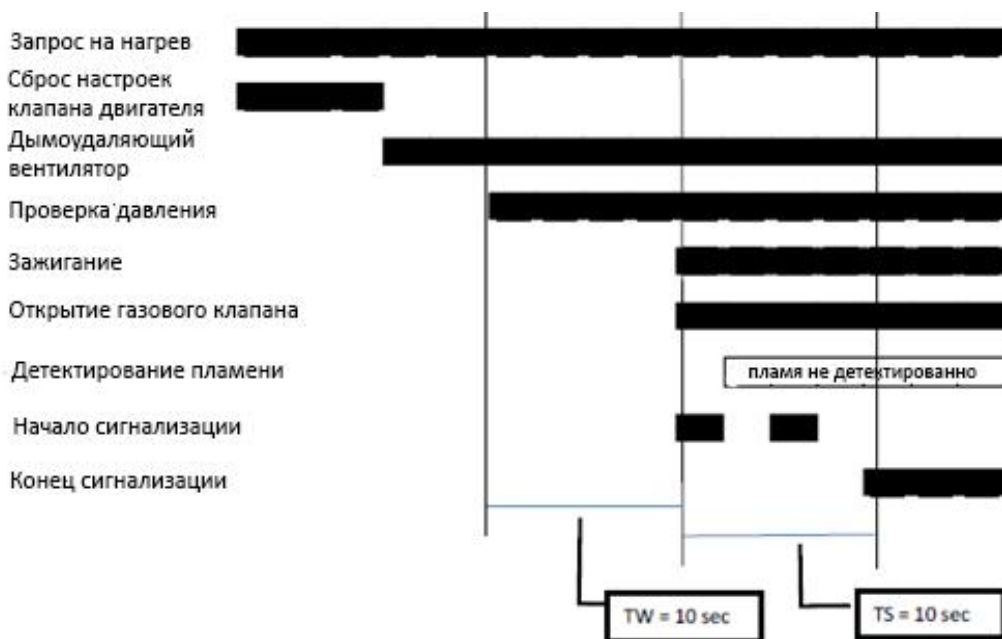 Запрос на нагрев
Сброс настроек
клапана двигателя
Дымоудаляющий
вентилятор
Проверка давления
Зажигание
Открытие газового клапана
Детектирование пламени
пламя не детектированно
Начало сигнализации
Конец сигнализации
TW = 10 sec
TS = 10 sec